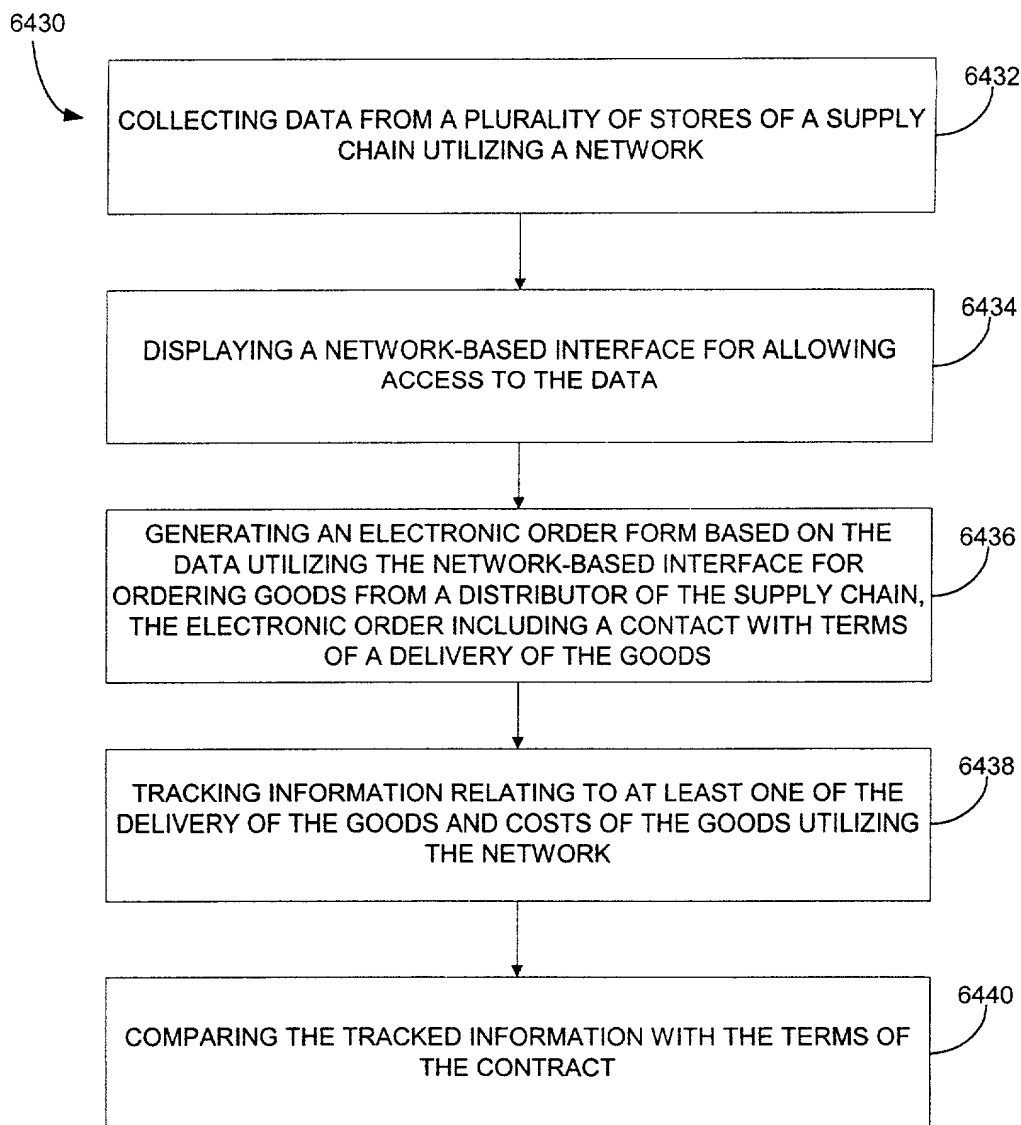 6430
6432
COLLECTING DATA FROM A PLURALITY OF STORES OF A SUPPLY
CHAIN UTILIZING A NETWORK
6434
DISPLAYING A NETWORK-BASED INTERFACE FOR ALLOWING
ACCESS TO THE DATA
6436
GENERATING AN ELECTRONIC ORDER FORM BASED ON THE
DATA UTILIZING THE NETWORK-BASED INTERFACE FOR
ORDERING GOODS FROM A DISTRIBUTOR OF THE SUPPLY CHAIN,
THE ELECTRONIC ORDER INCLUDING A CONTACT WITH TERMS
OF A DELIVERY OF THE GOODS
6438
TRACKING INFORMATION RELATING TO AT LEAST ONE OF THE
DELIVERY OF THE GOODS AND COSTS OF THE GOODS UTILIZING
THE NETWORK
6440
COMPARING THE TRACKED INFORMATION WITH THE TERMS OF
THE CONTRACT